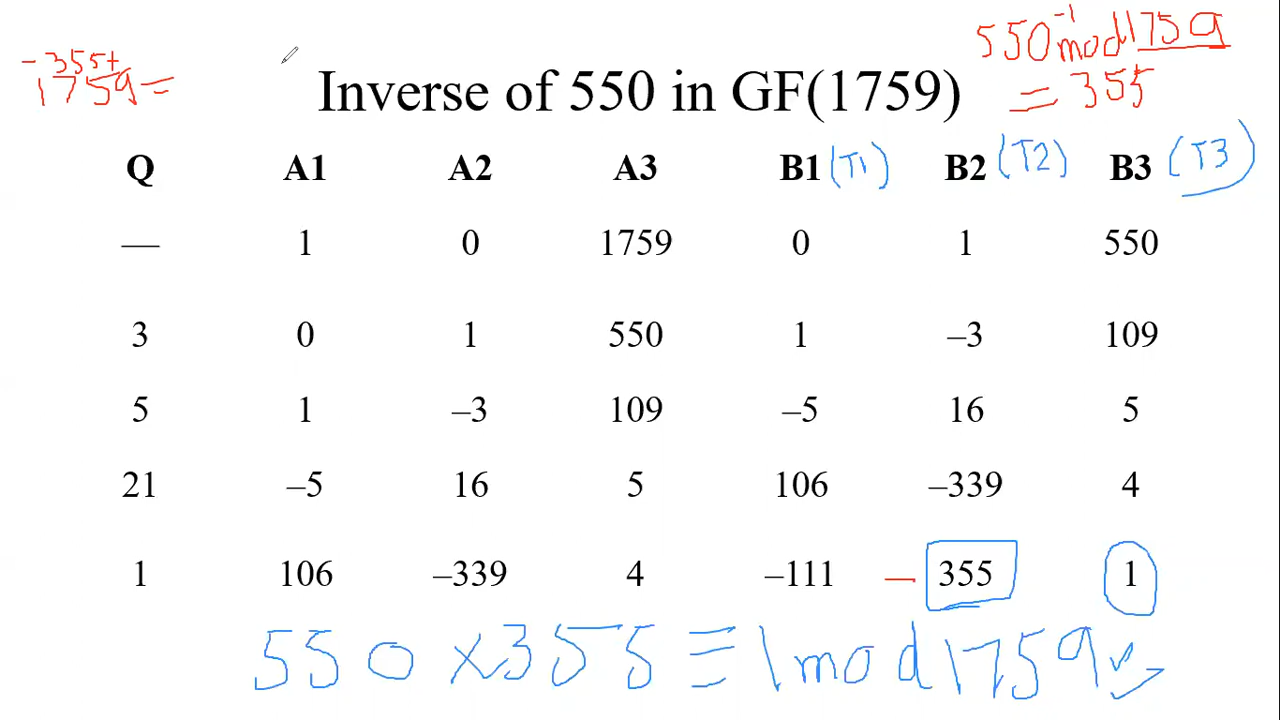 550⁻¹ mod 1759
= 355
-355+
1759=
Inverse of 550 in GF(1759)
Q A1 A2 A3 B1 (T1) B2 (T2) B3 (T3)
— 1 0 1759 0 1 550
3 0 1 550 1 –3 109
5 1 –3 109 –5 16 5
21 –5 16 5 106 –339 4
1 106 –339 4 –111 – 355 1
550 x 355 ≡ 1 mod 1759